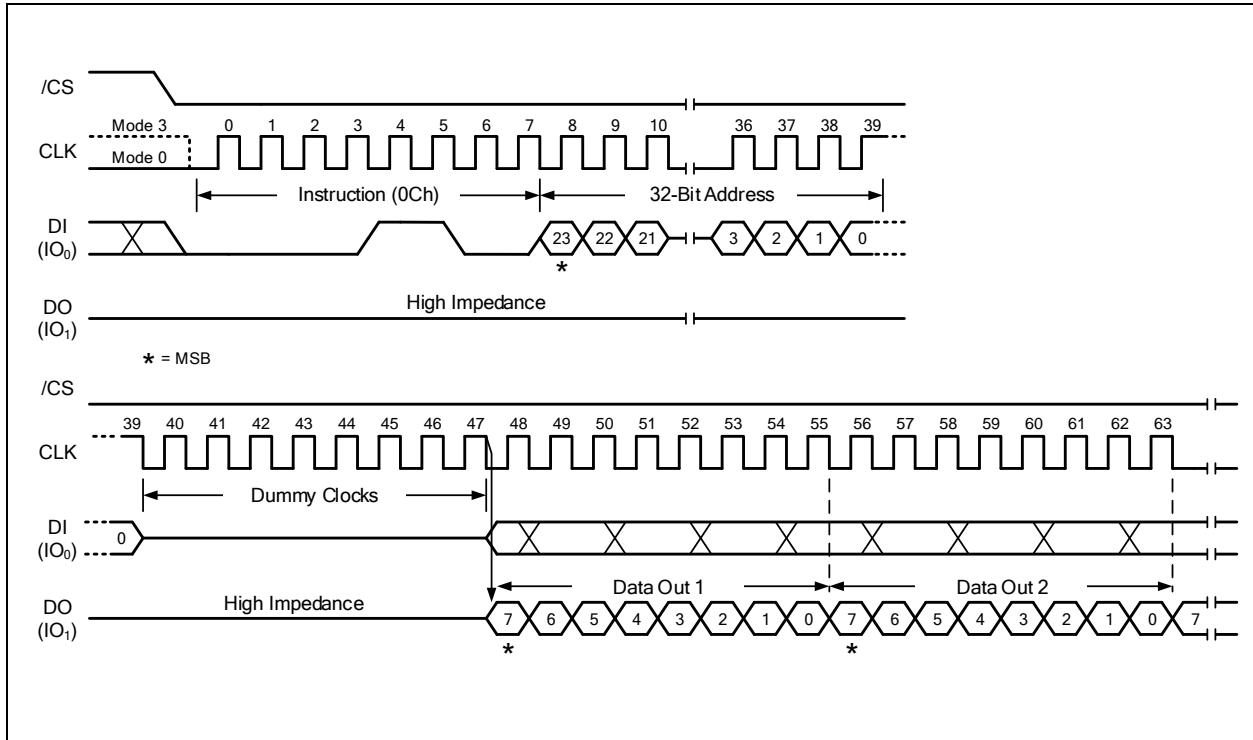 /CS
Mode 3 0 1 2 3 4 5 6 7 8 9 10 36 37 38 39
CLK
Mode 0
Instruction (0Ch) 32-Bit Address
DI
(IO₀)
23 22 21 3 2 1 0
*
High Impedance
DO
(IO₁)
* = MSB
/CS
39 40 41 42 43 44 45 46 47 48 49 50 51 52 53 54 55 56 57 58 59 60 61 62 63
CLK
Dummy Clocks
DI
(IO₀)
0
Data Out 1 Data Out 2
High Impedance
DO
(IO₁)
7 6 5 4 3 2 1 0 7 6 5 4 3 2 1 0 7
* *